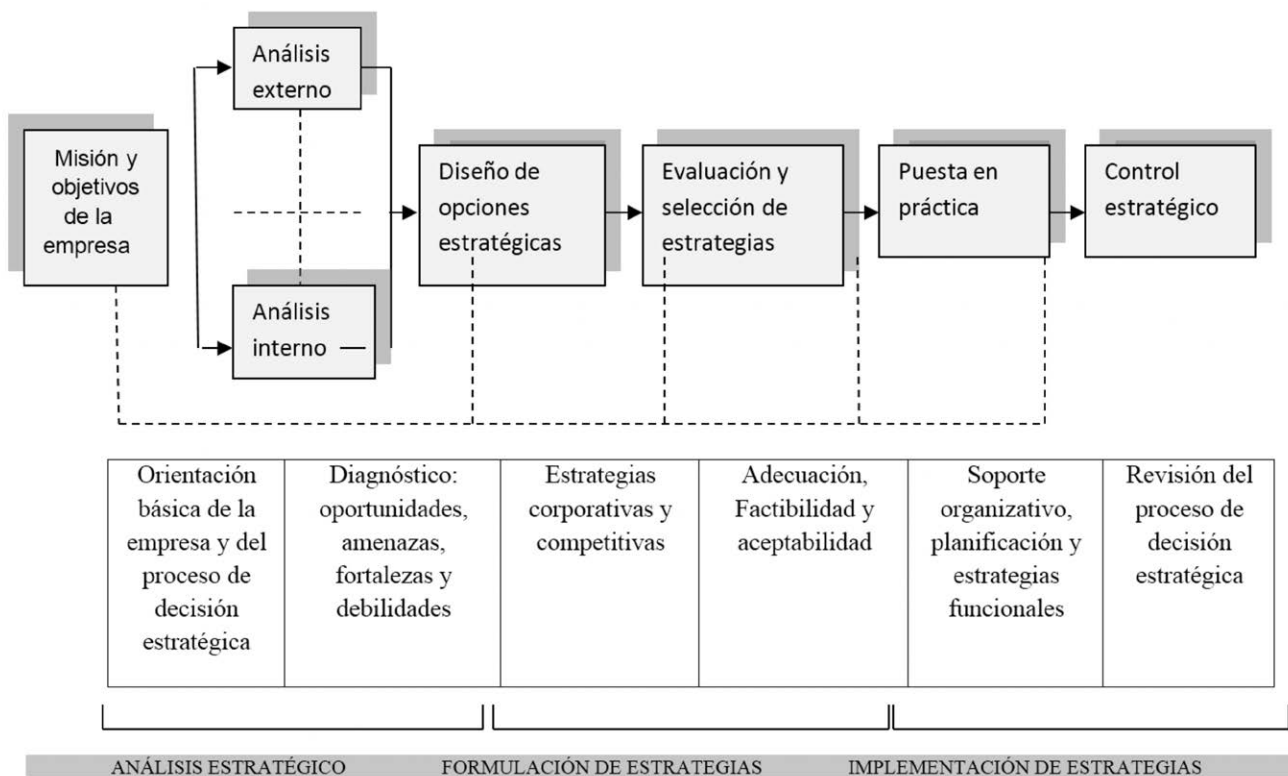 Misión y
objetivos
de la
empresa
Análisis
externo
Análisis
interno
Diseño de
opciones
estratégicas
Evaluación y
selección de
estrategias
Puesta en
práctica
Control
estratégico
Orientación
básica de la
empresa y del
proceso de
decisión
estratégica
Diagnóstico:
oportunidades,
amenazas,
fortalezas y
debilidades
Estrategias
corporativas y
competitivas
Adecuación,
Factibilidad y
aceptabilidad
Soporte
organizativo,
planificación y
estrategias
funcionales
Revisión del
proceso de
decisión
estratégica
ANÁLISIS ESTRATÉGICO
FORMULACIÓN DE ESTRATEGIAS
IMPLEMENTACIÓN DE ESTRATEGIAS